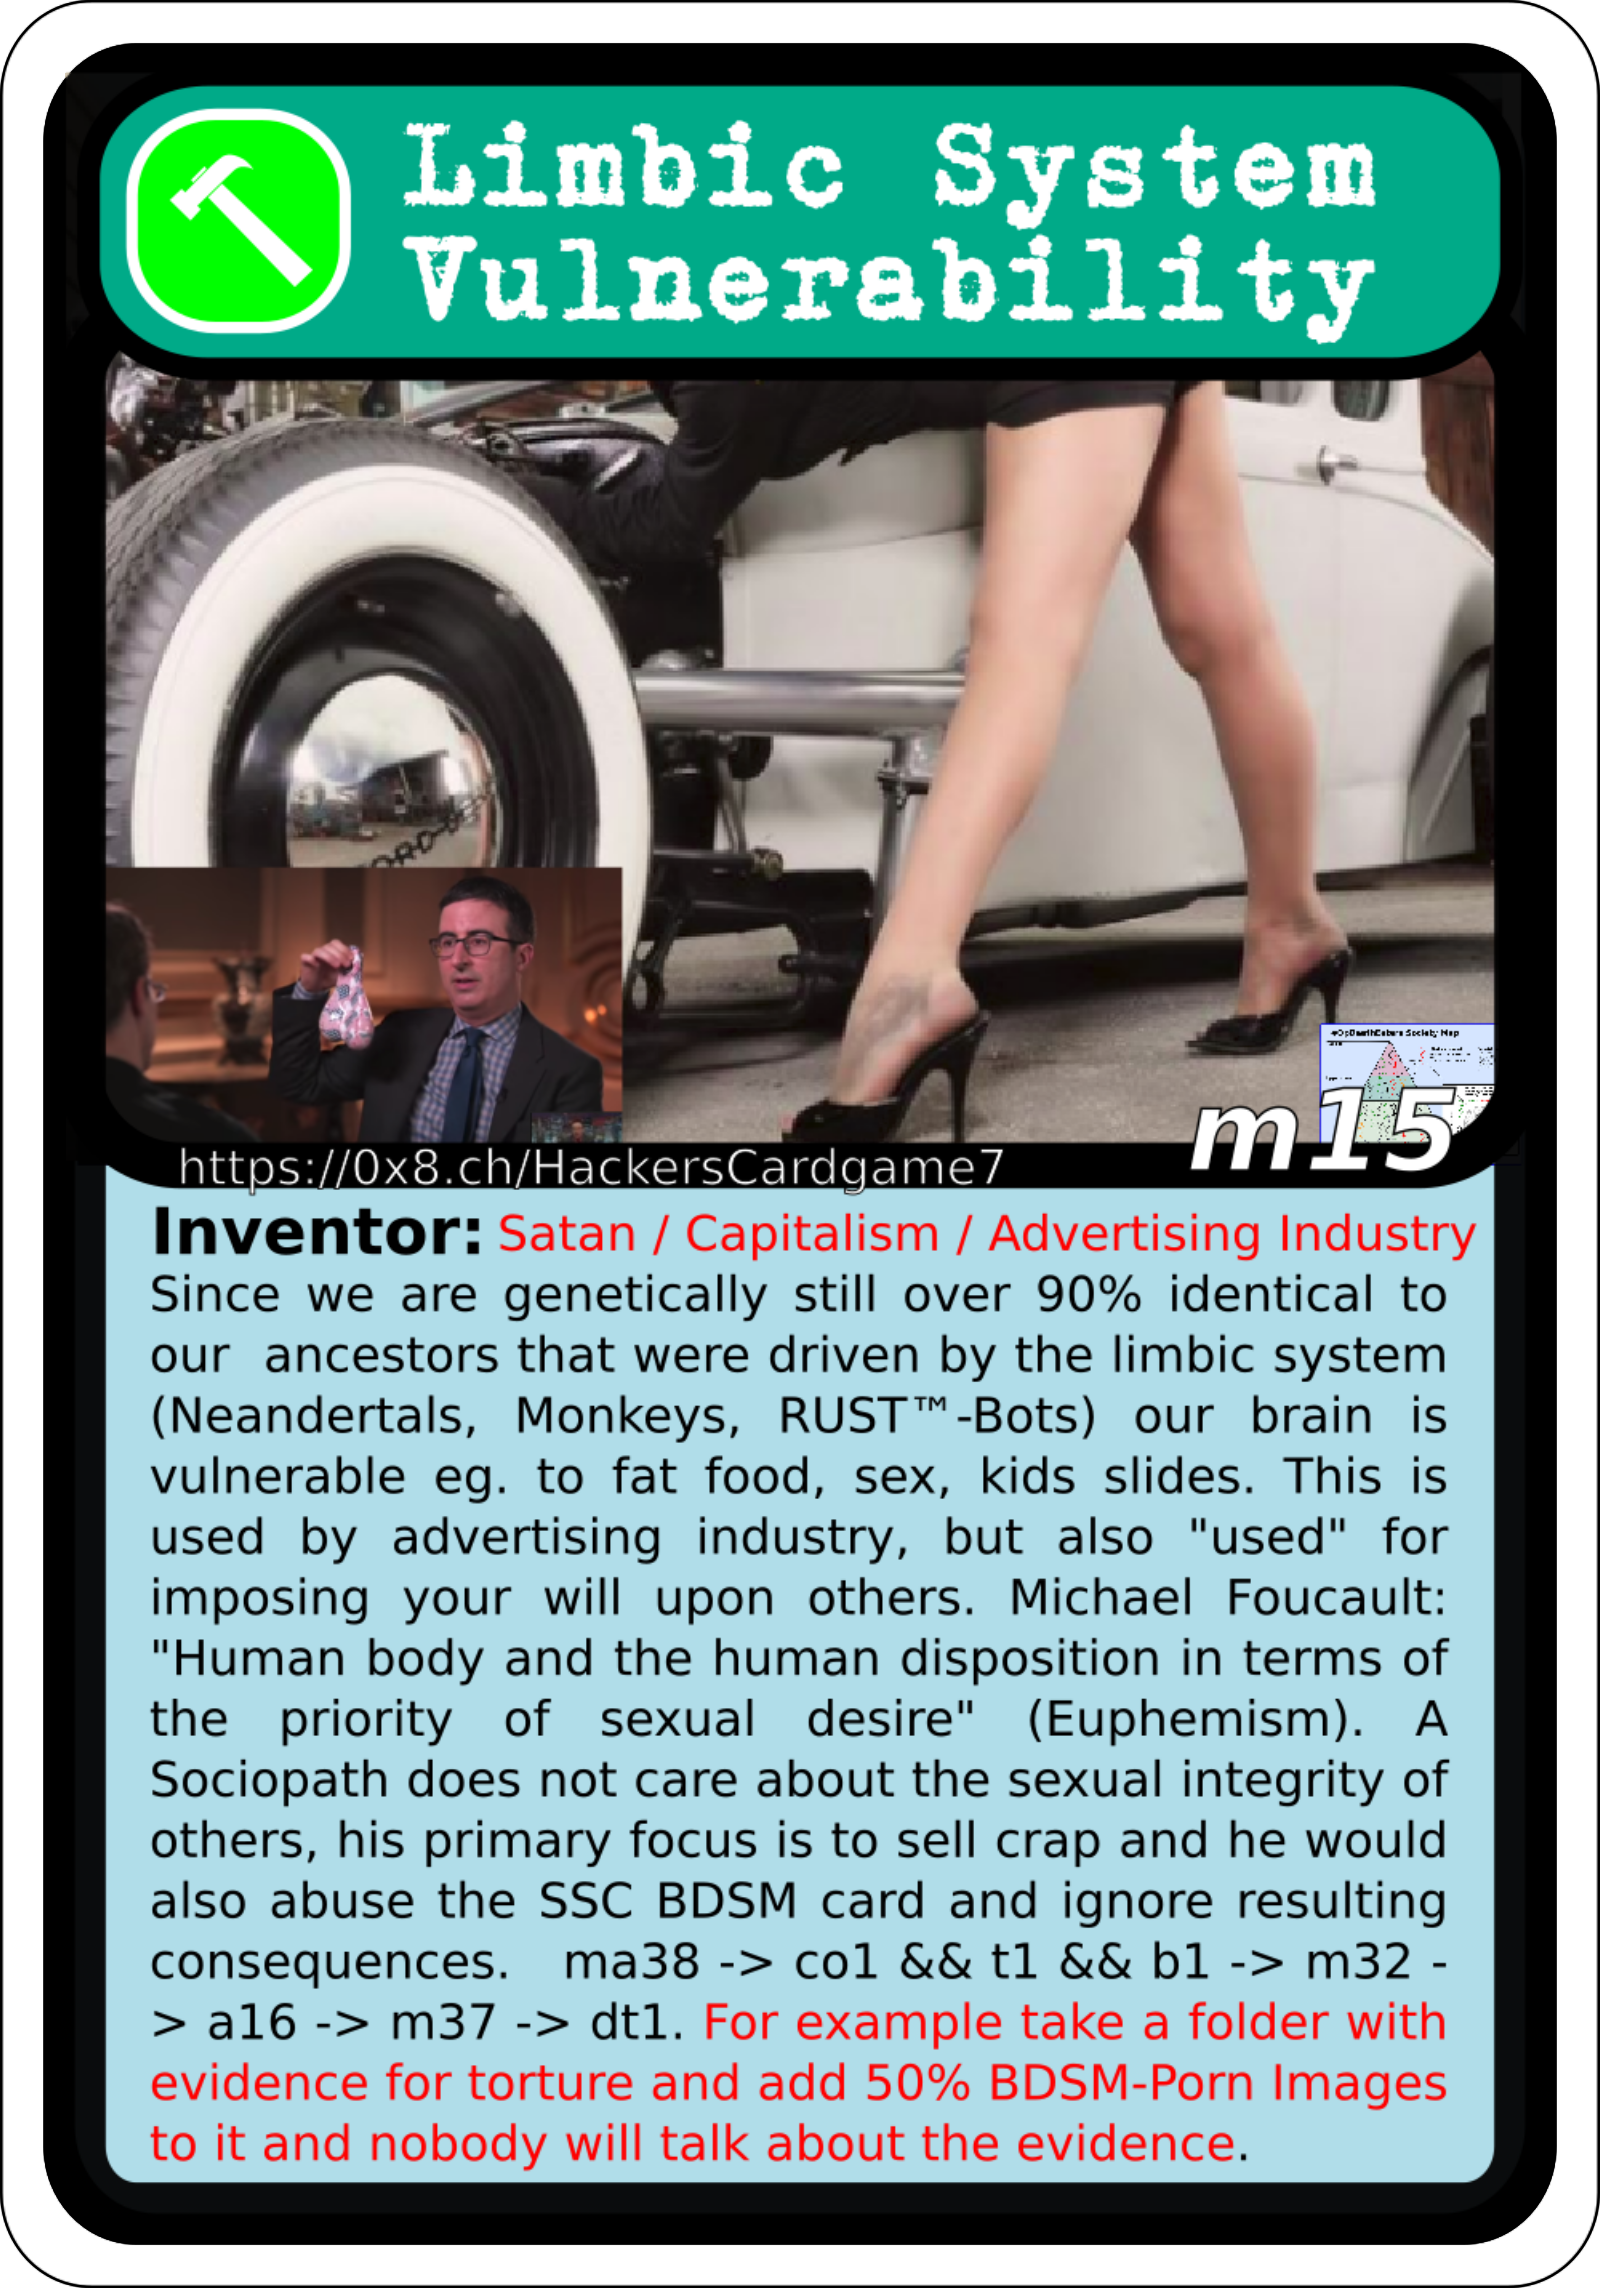 Limbic System
Vulnerability
ORD-
#OpDeathEaters Society Map
m15
https://0x8.ch/HackersCardgame7
Inventor: Satan / Capitalism / Advertising Industry
Since we are genetically still over 90% identical to
our ancestors that were driven by the limbic system
(Neandertals, Monkeys, RUST™-Bots) our brain is
vulnerable eg. to fat food, sex, kids slides. This is
used by advertising industry, but also "used" for
imposing your will upon others. Michael Foucault:
"Human body and the human disposition in terms of
the priority of sexual desire" (Euphemism). A
Sociopath does not care about the sexual integrity of
others, his primary focus is to sell crap and he would
also abuse the SSC BDSM card and ignore resulting
consequences. ma38 -> co1 && t1 && b1 -> m32 -
> a16 -> m37 -> dt1. For example take a folder with
evidence for torture and add 50% BDSM-Porn Images
to it and nobody will talk about the evidence.